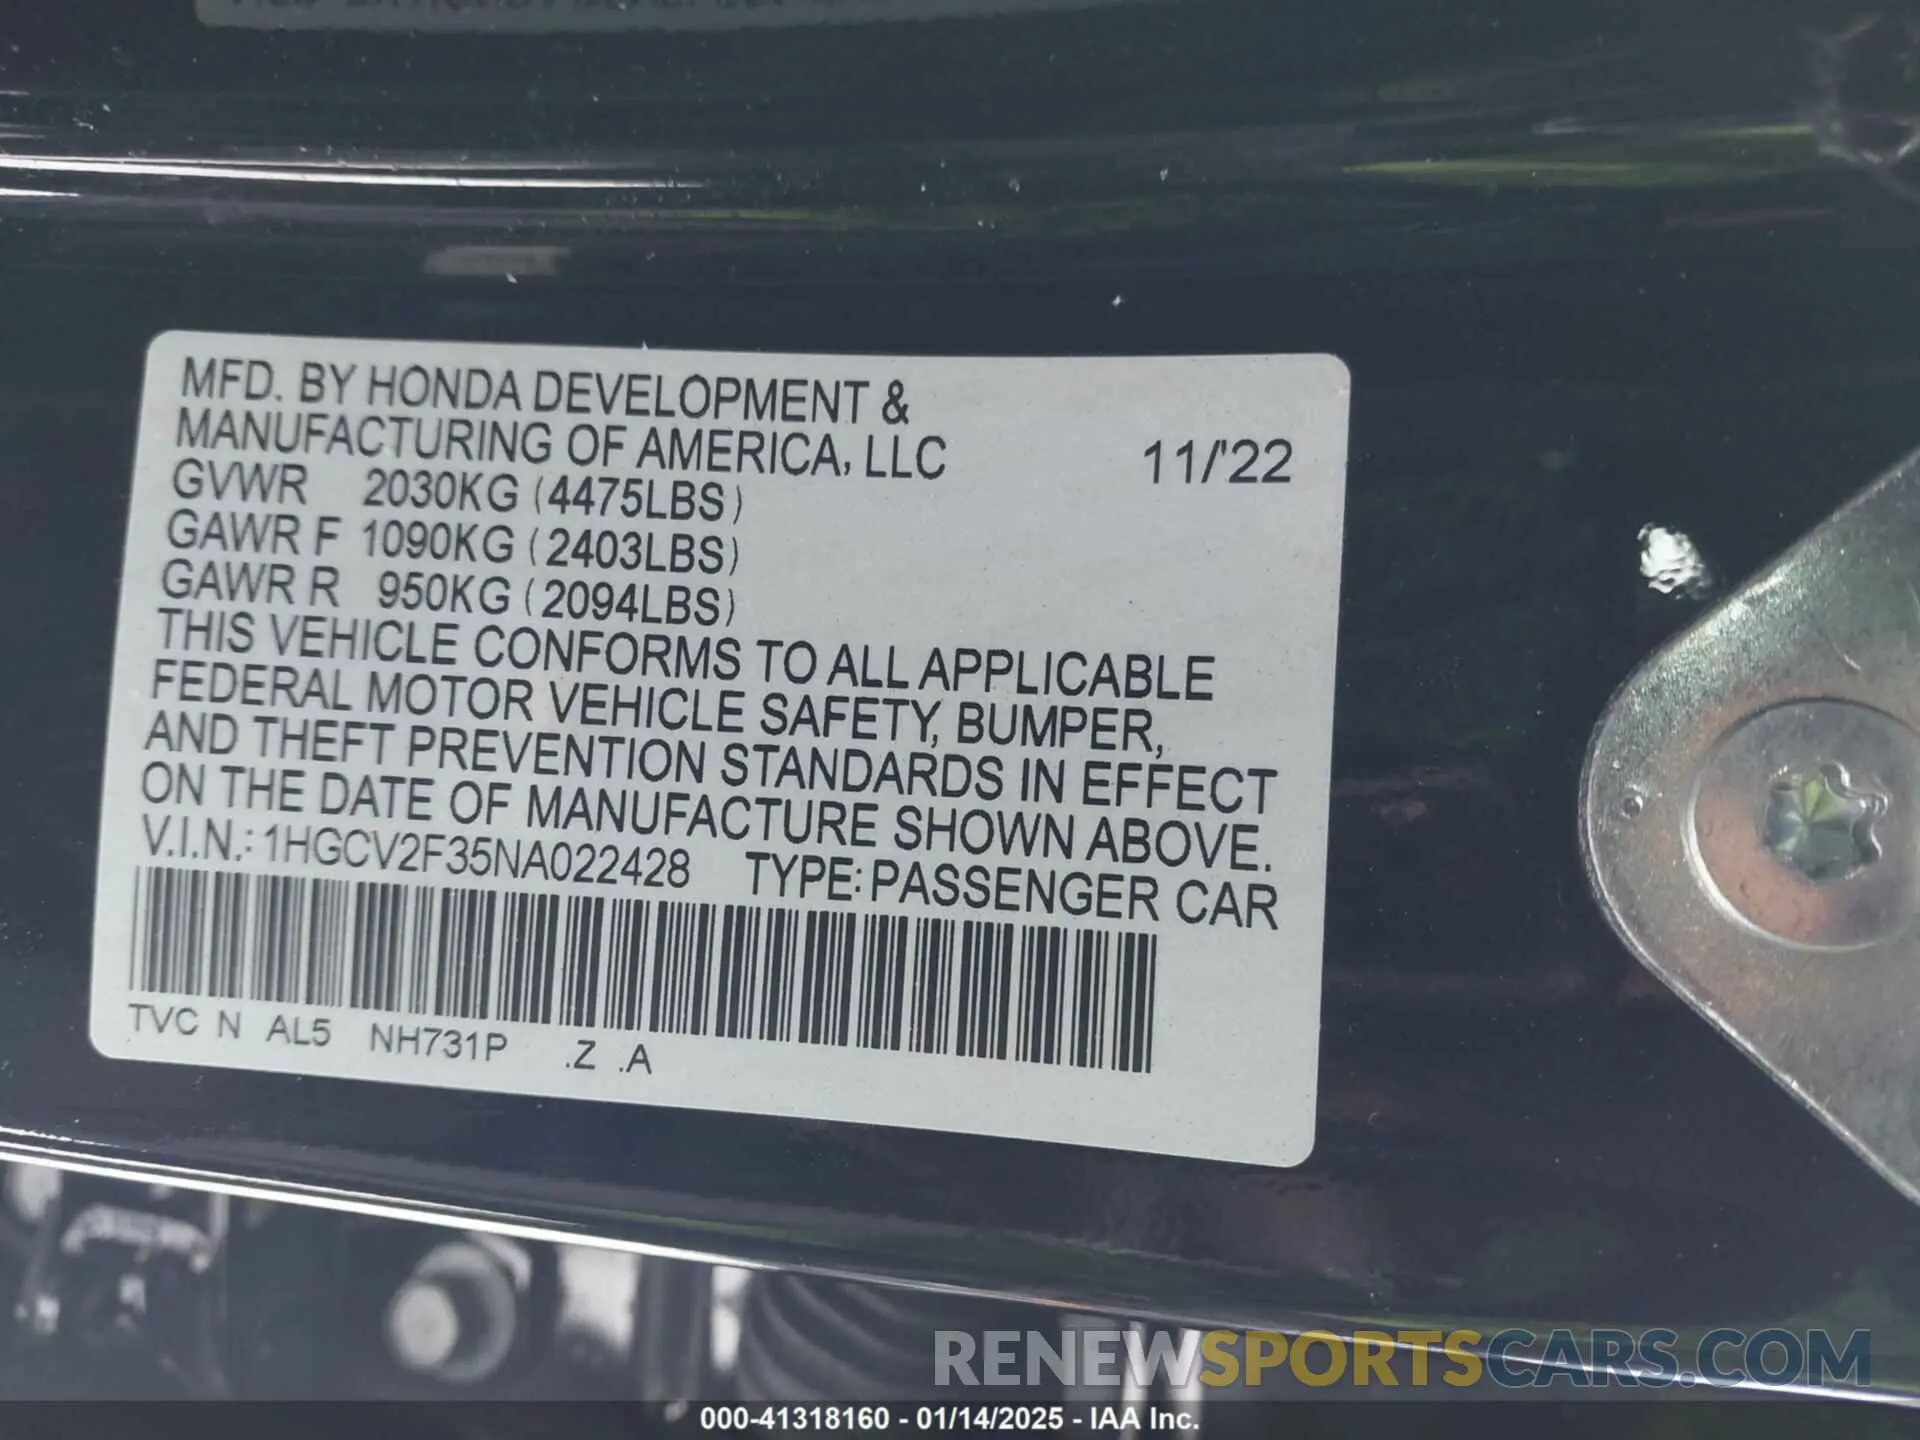 MFD. BY HONDA DEVELOPMENT &
MANUFACTURING OF AMERICA, LLC 11/'22
GVWR 2030KG (4475LBS)
GAWR F 1090KG (2403LBS)
GAWR R 950KG (2094LBS)
THIS VEHICLE CONFORMS TO ALL APPLICABLE
FEDERAL MOTOR VEHICLE SAFETY, BUMPER,
AND THEFT PREVENTION STANDARDS IN EFFECT
ON THE DATE OF MANUFACTURE SHOWN ABOVE.
V.I.N.: 1HGCV2F35NA022428 TYPE: PASSENGER CAR
TVC N AL5 NH731P .Z .A
RENEWSPORTSCARS.COM
000-41318160 - 01/14/2025 - IAA Inc.